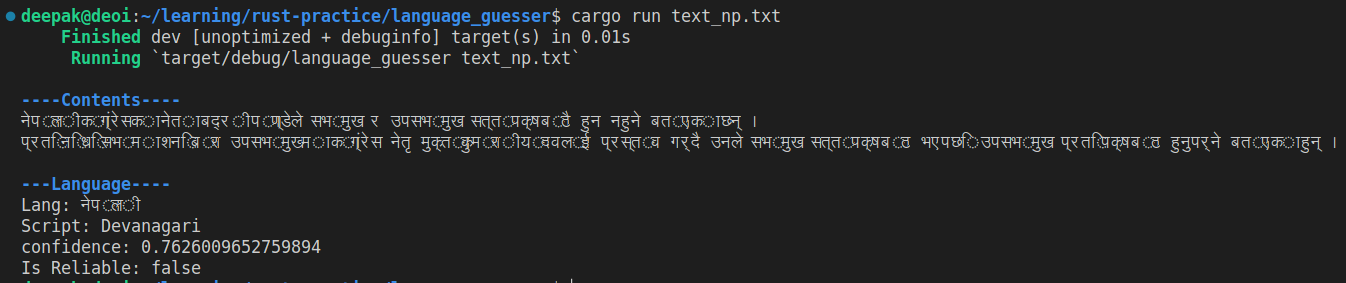 deepak@deoi:~/learning/rust-practice/language_guesser$ cargo run text_np.txt
Finished dev [unoptimized + debuginfo] target(s) in 0.01s
Running `target/debug/language_guesser text_np.txt`
----Contents----
नेपाली कांग्रेसका नेता बद्री पाण्डेले सभामुख र उपसभामुख सत्तापक्षबाटै हुन नहुने बताएका छन् ।
प्रतिनिधिसभामा शनिबार उपसभामुखमा कांग्रेस नेतृ मुक्ताकुमारी यादवलाई प्रस्ताव गर्दै उनले सभामुख सत्तापक्षबाट भएपछि उपसभामुख प्रतिपक्षबाट हुनुपर्ने बताएका हुन् ।
---Language----
Lang: नेपाली
Script: Devanagari
confidence: 0.7626009652759894
Is Reliable: false